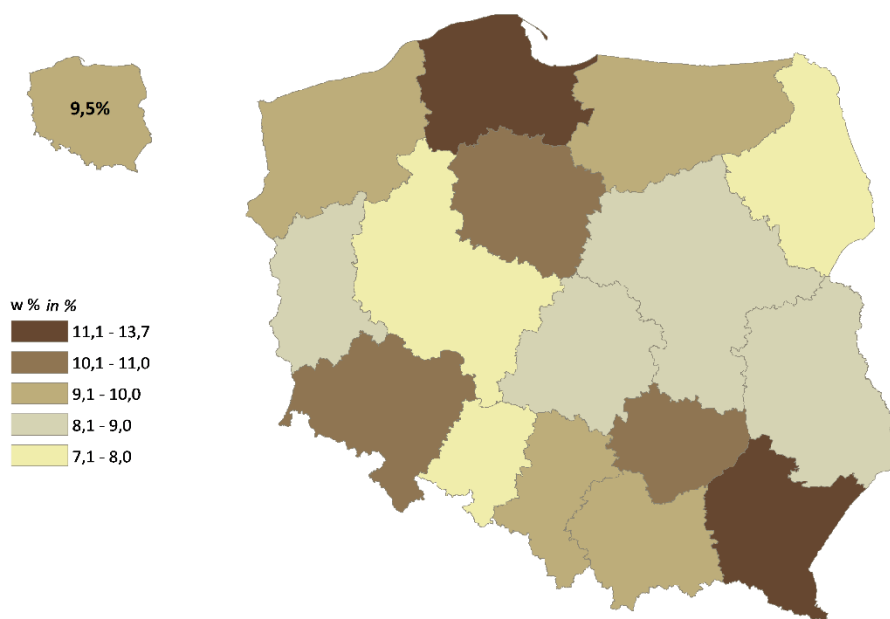 9,5%
w % in %
11,1 - 13,7
10,1 - 11,0
9,1 - 10,0
8,1 - 9,0
7,1 - 8,0